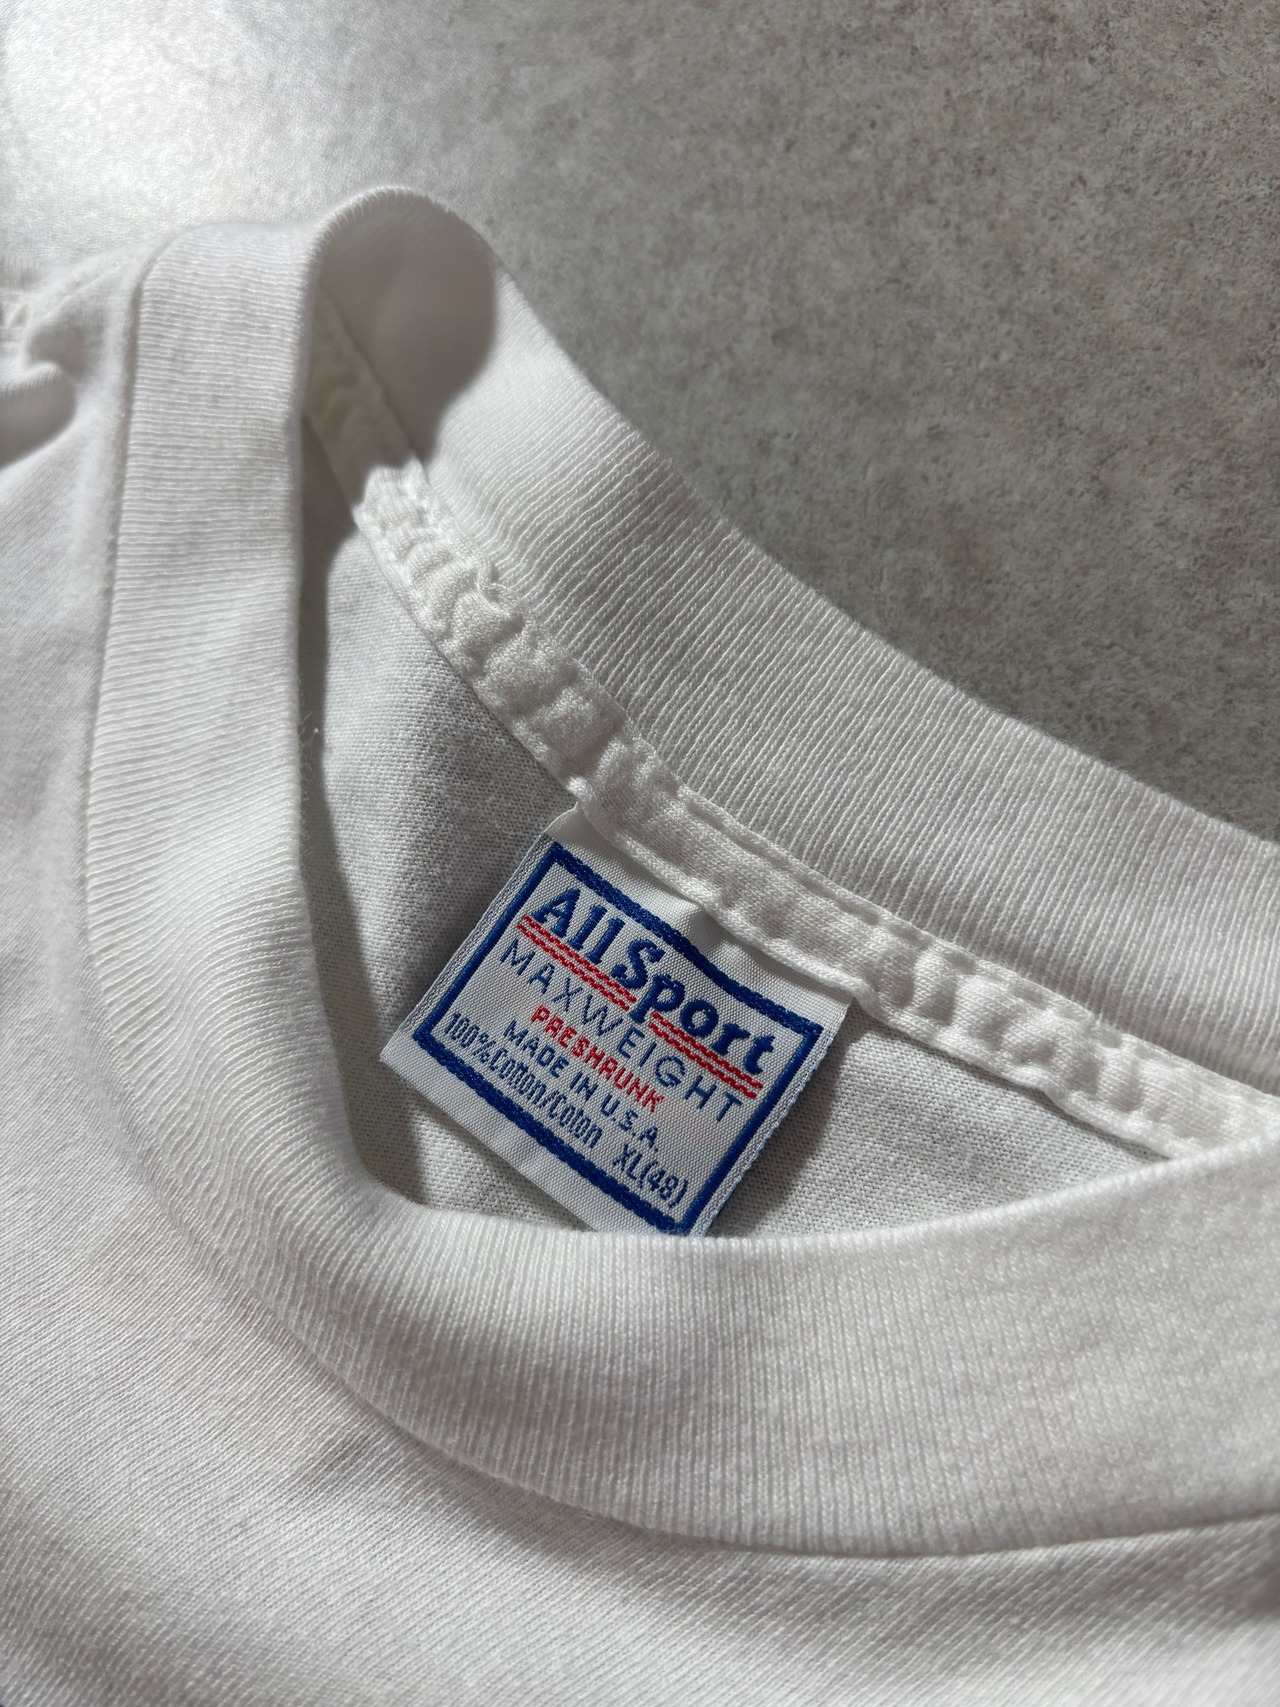 All Sport
MAXWEIGHT
PRESHRUNK
MADE IN U.S.A.
100%Cotton/Coton
XL(48)